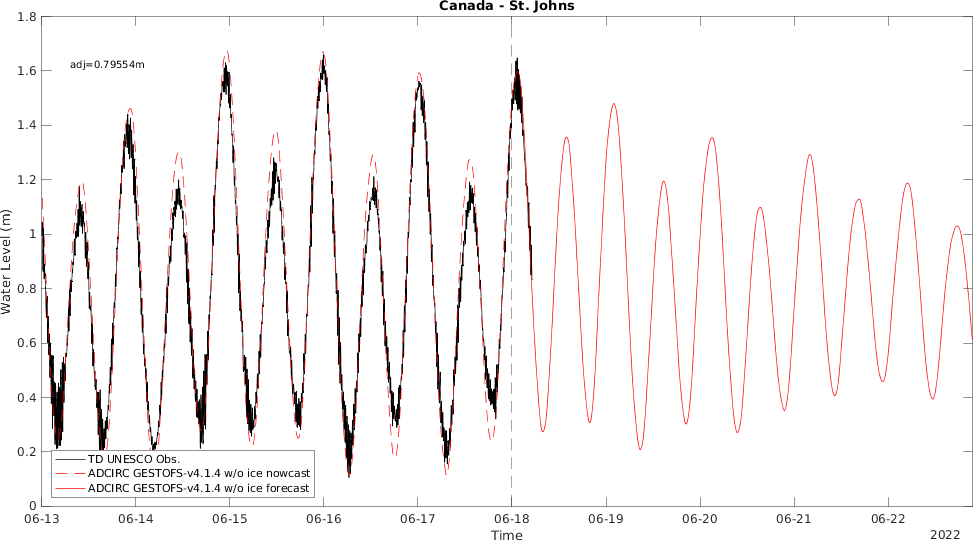 Canada - St. Johns
1.8
adj=0.79554m
1.6
1.4
1.2
1
0.8
0.6
0.4
0.2
0
Water Level (m)
TD UNESCO Obs.
ADCIRC GESTOFS-v4.1.4 w/o ice nowcast
ADCIRC GESTOFS-v4.1.4 w/o ice forecast
06-13 06-14 06-15 06-16 06-17 06-18 06-19 06-20 06-21 06-22
Time
2022